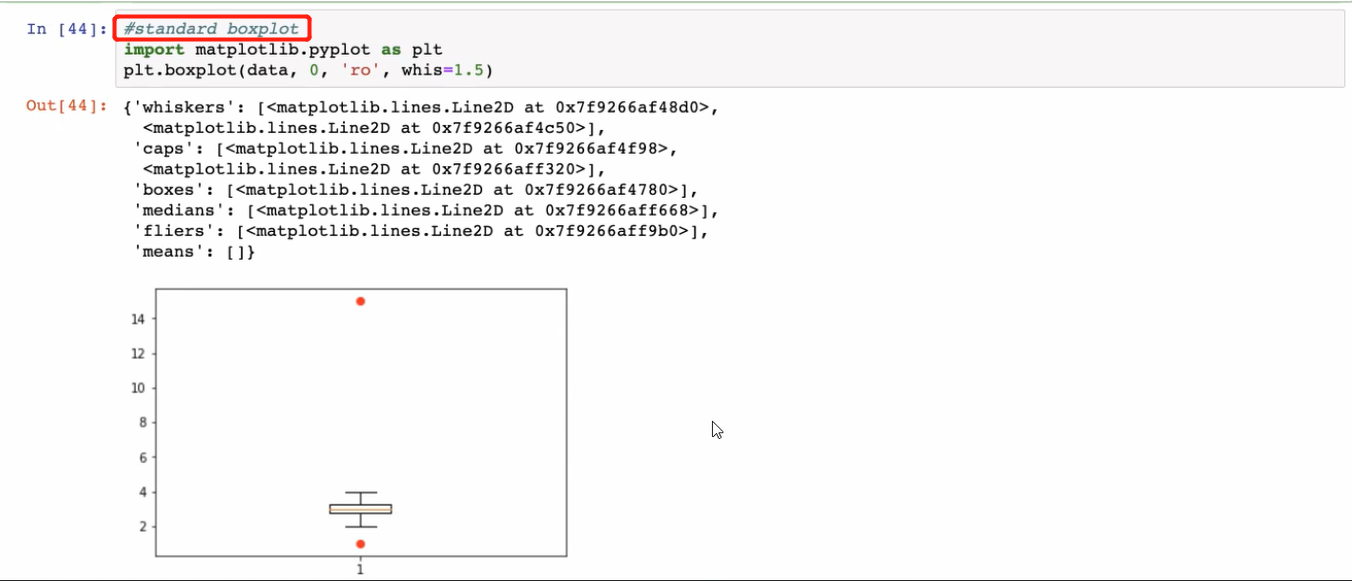 In [44]: #standard boxplot
import matplotlib.pyplot as plt
plt.boxplot(data, 0, 'ro', whis=1.5)
Out[44]: {'whiskers': [<matplotlib.lines.Line2D at 0x7f9266af48d0>,
<matplotlib.lines.Line2D at 0x7f9266af4c50>],
'caps': [<matplotlib.lines.Line2D at 0x7f9266af4f98>,
<matplotlib.lines.Line2D at 0x7f9266aff320>],
'boxes': [<matplotlib.lines.Line2D at 0x7f9266af4780>],
'medians': [<matplotlib.lines.Line2D at 0x7f9266aff668>],
'fliers': [<matplotlib.lines.Line2D at 0x7f9266aff9b0>],
'means': []}
14
12
10
8
6
4
2
1